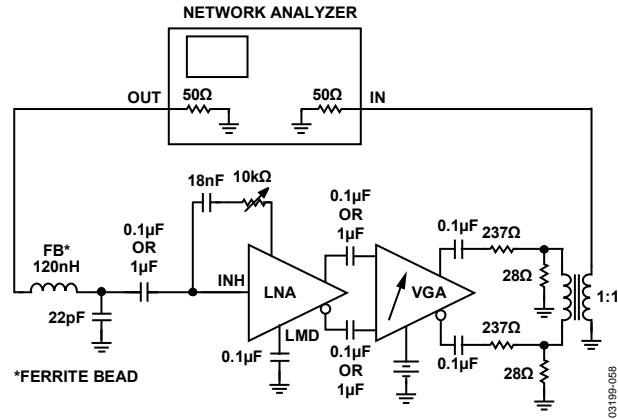 NETWORK ANALYZER
50Ω
50Ω
OUT
IN
18nF
10kΩ
0.1µF
OR
1µF
FB*
120nH
22pF
INH
LNA
LMD
0.1µF
0.1µF
OR
1µF
0.1µF
OR
1µF
VGA
0.1µF
237Ω
28Ω
1:1
237Ω
0.1µF
28Ω
*FERRITE BEAD
03199-058